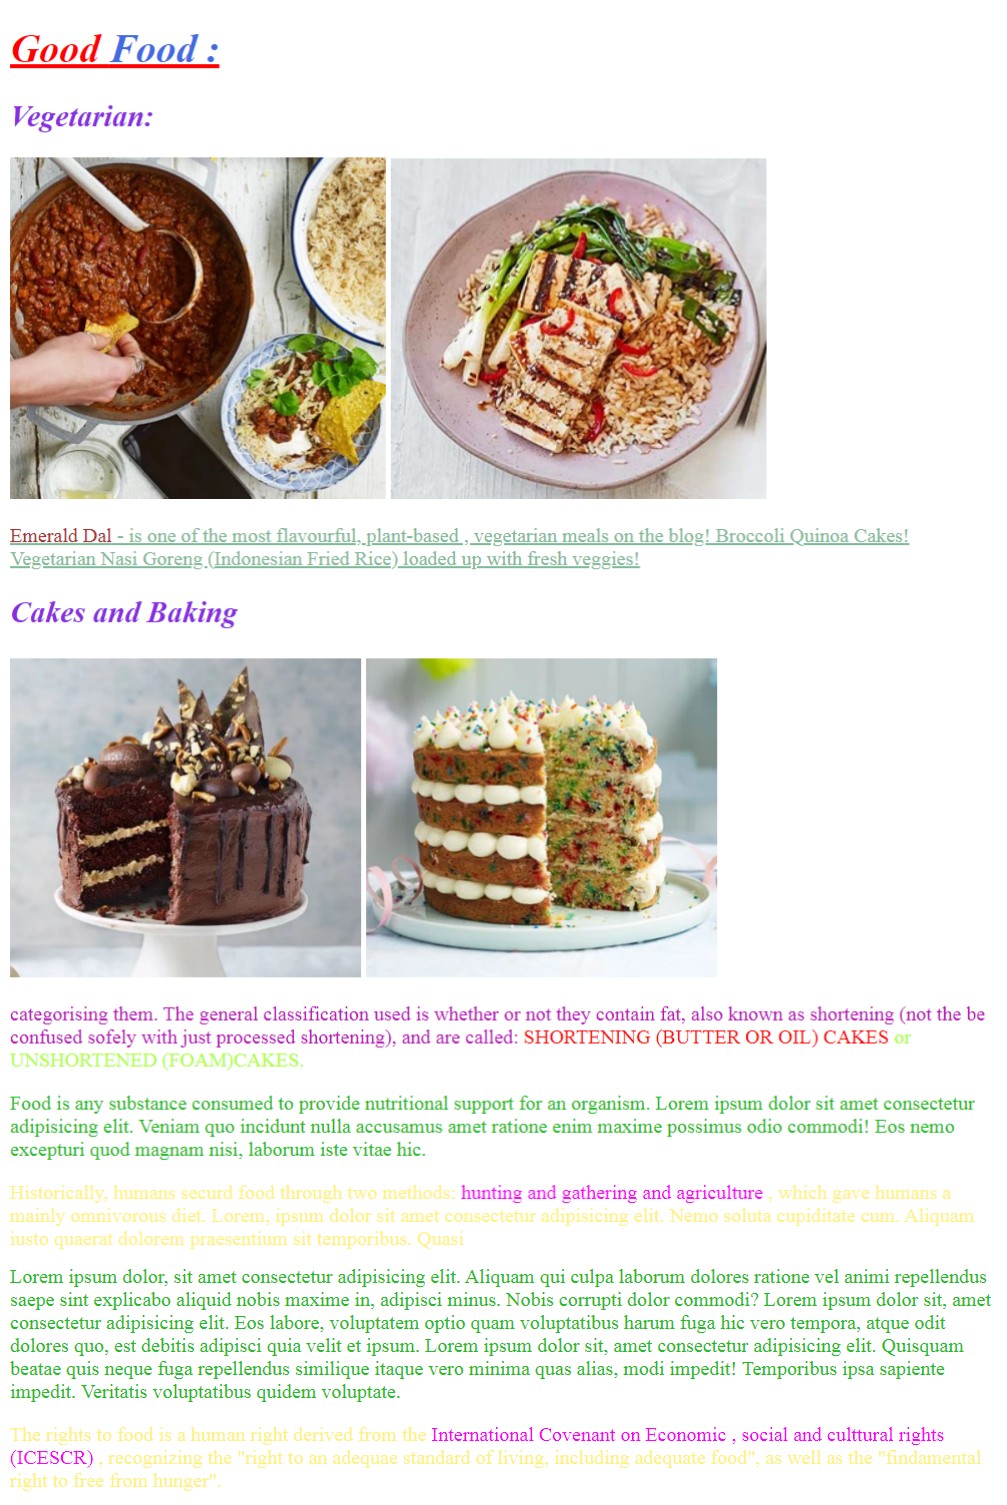 Good Food :
Vegetarian:
Emerald Dal - is one of the most flavourful, plant-based , vegetarian meals on the blog! Broccoli Quinoa Cakes!
Vegetarian Nasi Goreng (Indonesian Fried Rice) loaded up with fresh veggies!
Cakes and Baking
categorising them. The general classification used is whether or not they contain fat, also known as shortening (not the be
confused sofely with just processed shortening), and are called: SHORTENING (BUTTER OR OIL) CAKES or
UNSHORTENED (FOAM)CAKES.
Food is any substance consumed to provide nutritional support for an organism. Lorem ipsum dolor sit amet consectetur
adipisicing elit. Veniam quo incidunt nulla accusamus amet ratione enim maxime possimus odio commodi! Eos nemo
excepturi quod magnam nisi, laborum iste vitae hic.
Historically, humans securd food through two methods: hunting and gathering and agriculture , which gave humans a
mainly omnivorous diet. Lorem, ipsum dolor sit amet consectetur adipisicing elit. Nemo soluta cupiditate cum. Aliquam
iusto quaerat dolorem praesentium sit temporibus. Quasi
Lorem ipsum dolor, sit amet consectetur adipisicing elit. Aliquam qui culpa laborum dolores ratione vel animi repellendus
saepe sint explicabo aliquid nobis maxime in, adipisci minus. Nobis corrupti dolor commodi? Lorem ipsum dolor sit, amet
consectetur adipisicing elit. Eos labore, voluptatem optio quam voluptatibus harum fuga hic vero tempora, atque odit
dolores quo, est debitis adipisci quia velit et ipsum. Lorem ipsum dolor sit, amet consectetur adipisicing elit. Quisquam
beatae quis neque fuga repellendus similique itaque vero minima quas alias, modi impedit! Temporibus ipsa sapiente
impedit. Veritatis voluptatibus quidem voluptate.
The rights to food is a human right derived from the International Covenant on Economic , social and culttural rights
(ICESCR) , recognizing the "right to an adequae standard of living, including adequate food", as well as the "findamental
right to free from hunger".